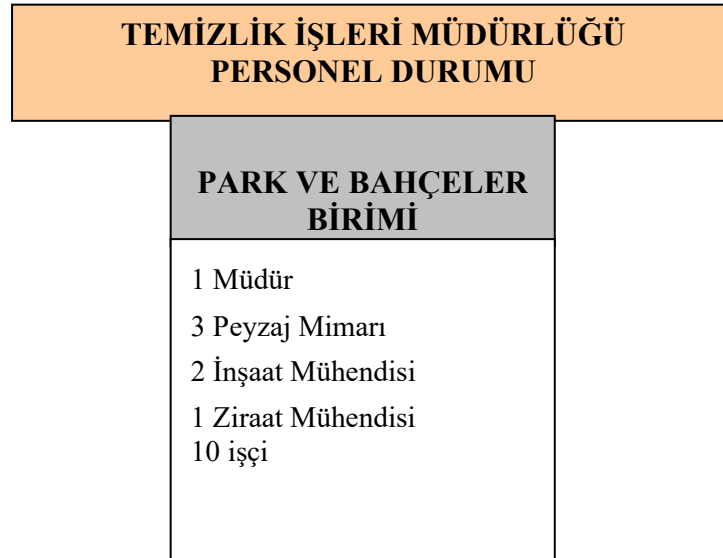 TEMİZLİK İŞLERİ MÜDÜRLÜĞÜ
PERSONEL DURUMU
PARK VE BAHÇELER
BİRİMİ
1 Müdür
3 Peyzaj Mimarı
2 İnşaat Mühendisi
1 Ziraat Mühendisi
10 işçi